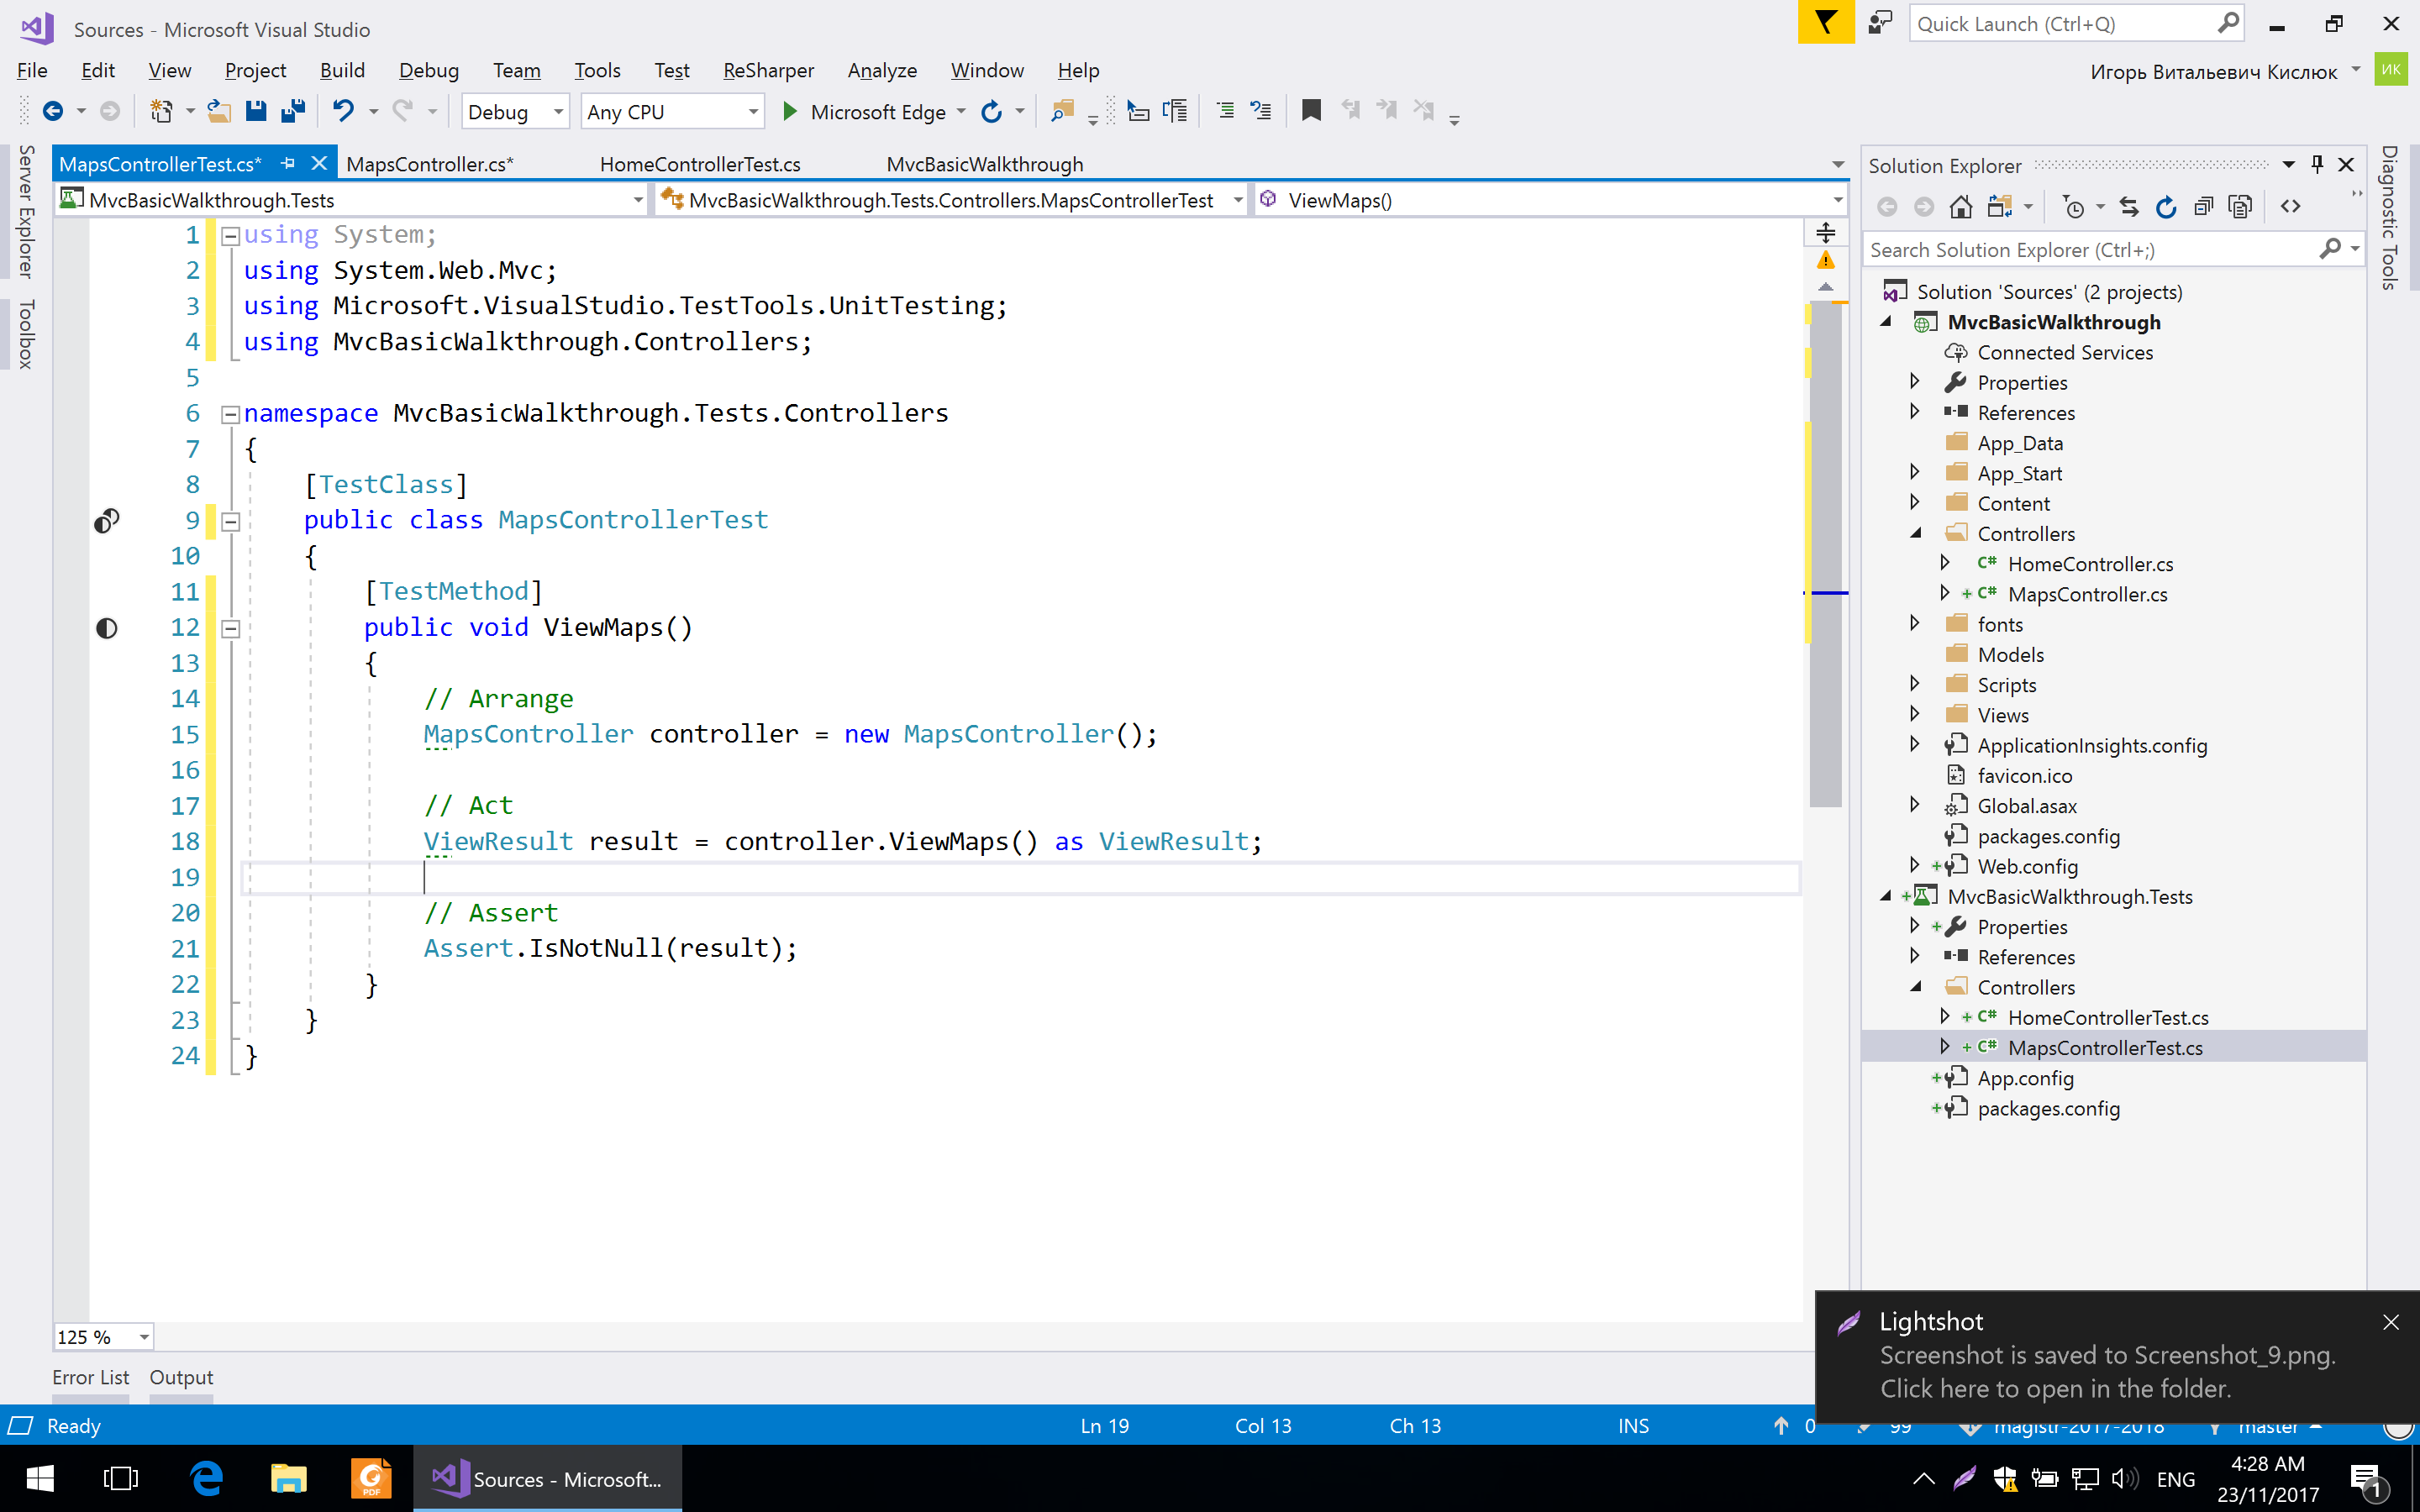 Sources - Microsoft Visual Studio
Quick Launch (Ctrl+Q)
File Edit View Project Build Debug Team Tools Test ReSharper Analyze Window Help
Игорь Витальевич Кислюк
ИК
Debug Any CPU Microsoft Edge
Server Explorer
Toolbox
MapsControllerTest.cs* MapsController.cs* HomeControllerTest.cs MvcBasicWalkthrough
MvcBasicWalkthrough.Tests MvcBasicWalkthrough.Tests.Controllers.MapsControllerTest ViewMaps()
1 using System;
2 using System.Web.Mvc;
3 using Microsoft.VisualStudio.TestTools.UnitTesting;
4 using MvcBasicWalkthrough.Controllers;
5
6 namespace MvcBasicWalkthrough.Tests.Controllers
7 {
8 [TestClass]
9 public class MapsControllerTest
10 {
11 [TestMethod]
12 public void ViewMaps()
13 {
14 // Arrange
15 MapsController controller = new MapsController();
16
17 // Act
18 ViewResult result = controller.ViewMaps() as ViewResult;
19
20 // Assert
21 Assert.IsNotNull(result);
22 }
23 }
24 }
125 %
Error List Output
Solution Explorer
Search Solution Explorer (Ctrl+;)
Solution 'Sources' (2 projects)
MvcBasicWalkthrough
Connected Services
Properties
References
App_Data
App_Start
Content
Controllers
C# HomeController.cs
+ C# MapsController.cs
fonts
Models
Scripts
Views
ApplicationInsights.config
favicon.ico
Global.asax
packages.config
+ Web.config
+ MvcBasicWalkthrough.Tests
+ Properties
References
Controllers
+ C# HomeControllerTest.cs
+ C# MapsControllerTest.cs
+ App.config
+ packages.config
Diagnostic Tools
Lightshot
Screenshot is saved to Screenshot_9.png.
Click here to open in the folder.
Ready Ln 19 Col 13 Ch 13 INS 0 99 magistr-2017-2018 master
PDF
Sources - Microsoft...
ENG
4:28 AM
23/11/2017
1